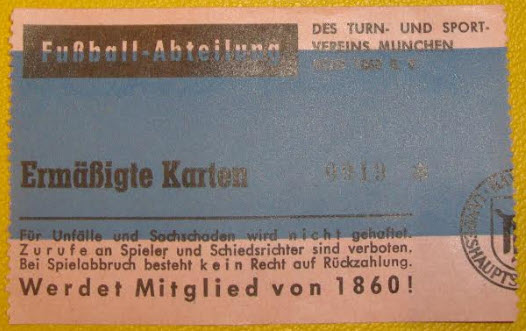 Fußball-Abteilung
DES TURN- UND SPORT-
VEREINS MÜNCHEN
Ermäßigte Karten 0919
Für Unfälle und Sachschaden wird nicht gehaftet.
Zurufe an Spieler und Schiedsrichter sind verboten.
Bei Spielabbruch besteht kein Recht auf Rückzahlung.
Werdet Mitglied von 1860!